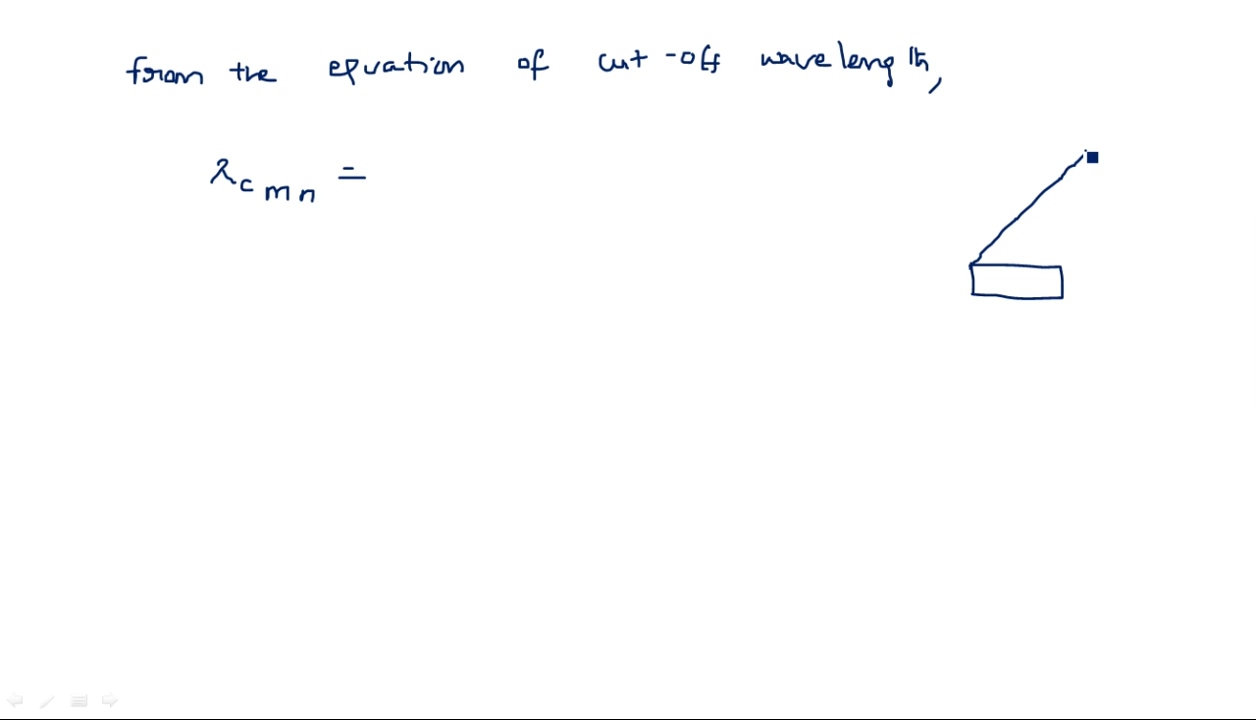 from the equation of cut-off wavelength,
λc mn =